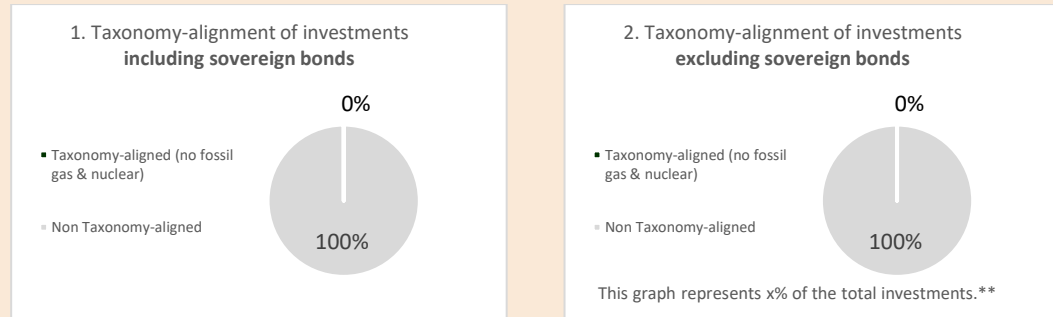 1. Taxonomy-alignment of investments
including sovereign bonds
0%
Taxonomy-aligned (no fossil
gas & nuclear)
Non Taxonomy-aligned
100%
2. Taxonomy-alignment of investments
excluding sovereign bonds
0%
Taxonomy-aligned (no fossil
gas & nuclear)
Non Taxonomy-aligned
100%
This graph represents x% of the total investments.**